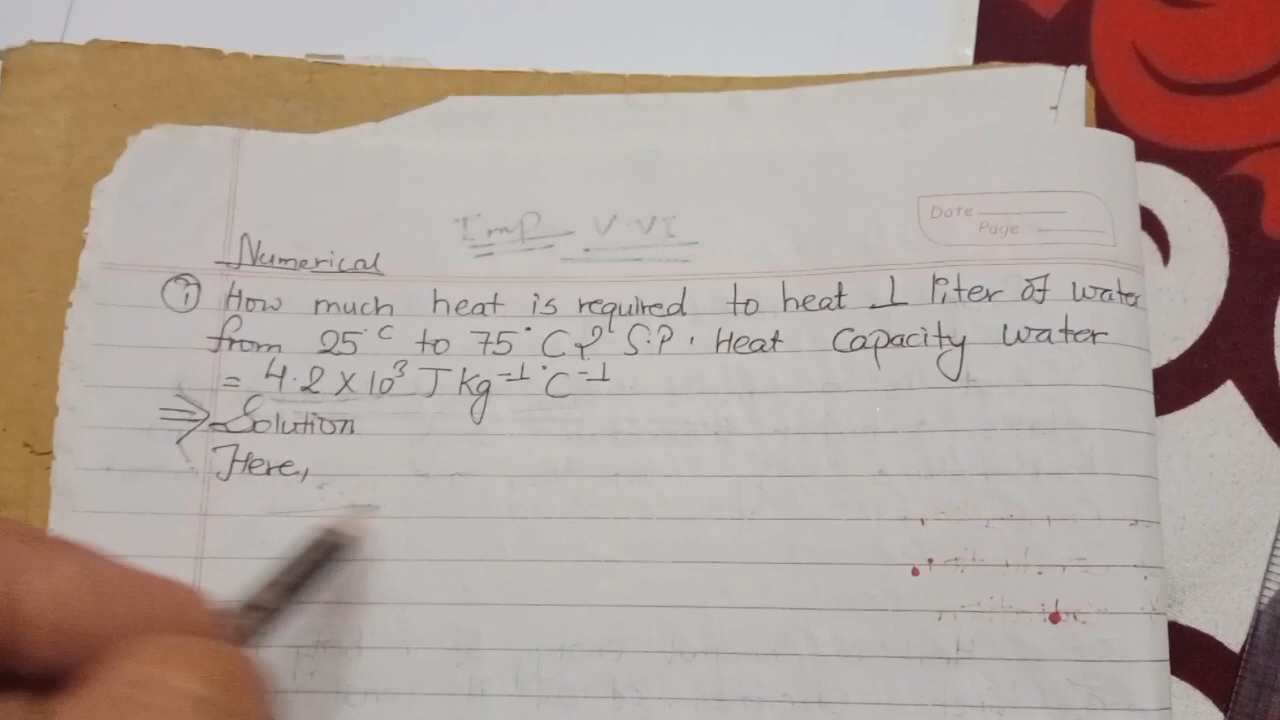 Imp V.VI
Date
Page
Numerical
① How much heat is required to heat 1 liter of water
from 25°C to 75°C? S.P. Heat Capacity water
= 4.2 × 10³ J kg⁻¹ °C⁻¹
⇒ Solution
Here,